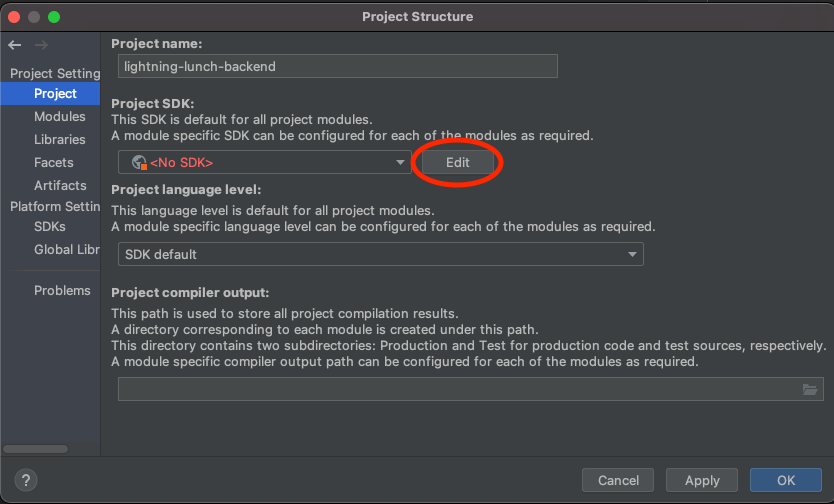 Project Structure
Project Setting
Project
Modules
Libraries
Facets
Artifacts
Platform Settin
SDKs
Global Libr
Problems
Project name:
lightning-lunch-backend
Project SDK:
This SDK is default for all project modules.
A module specific SDK can be configured for each of the modules as required.
<No SDK>
Edit
Project language level:
This language level is default for all project modules.
A module specific language level can be configured for each of the modules as required.
SDK default
Project compiler output:
This path is used to store all project compilation results.
A directory corresponding to each module is created under this path.
This directory contains two subdirectories: Production and Test for production code and test sources, respectively.
A module specific compiler output path can be configured for each of the modules as required.
?
Cancel
Apply
OK